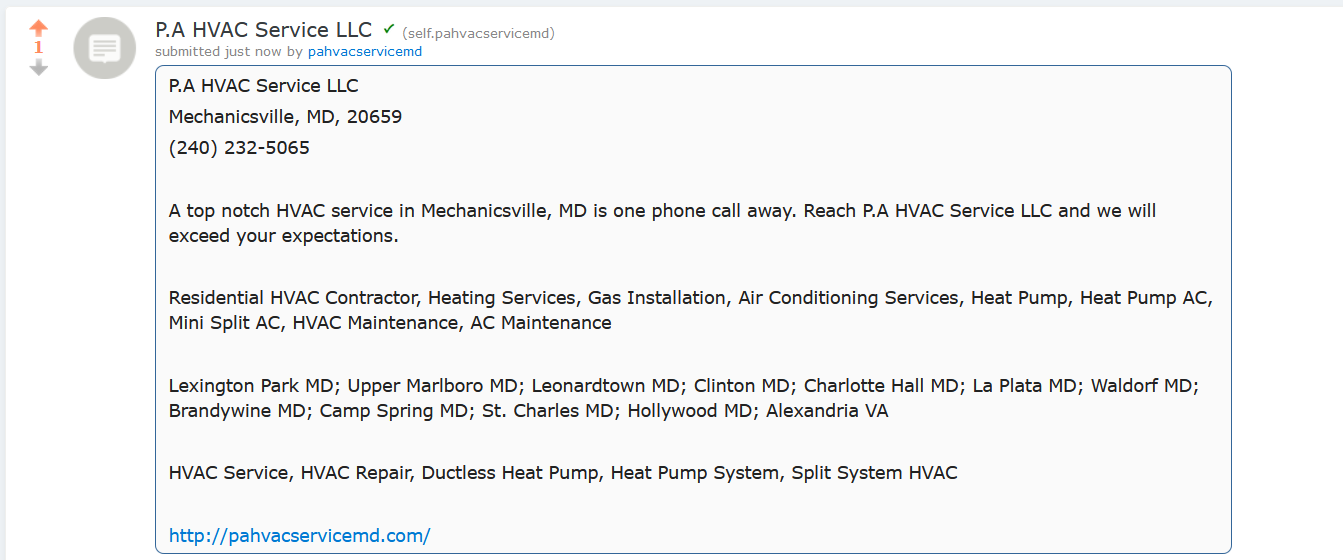 P.A HVAC Service LLC ✓ (self.pahvacservicemd)
1
submitted just now by pahvacservicemd
P.A HVAC Service LLC
Mechanicsville, MD, 20659
(240) 232-5065
A top notch HVAC service in Mechanicsville, MD is one phone call away. Reach P.A HVAC Service LLC and we will
exceed your expectations.
Residential HVAC Contractor, Heating Services, Gas Installation, Air Conditioning Services, Heat Pump, Heat Pump AC,
Mini Split AC, HVAC Maintenance, AC Maintenance
Lexington Park MD; Upper Marlboro MD; Leonardtown MD; Clinton MD; Charlotte Hall MD; La Plata MD; Waldorf MD;
Brandywine MD; Camp Spring MD; St. Charles MD; Hollywood MD; Alexandria VA
HVAC Service, HVAC Repair, Ductless Heat Pump, Heat Pump System, Split System HVAC
http://pahvacservicemd.com/